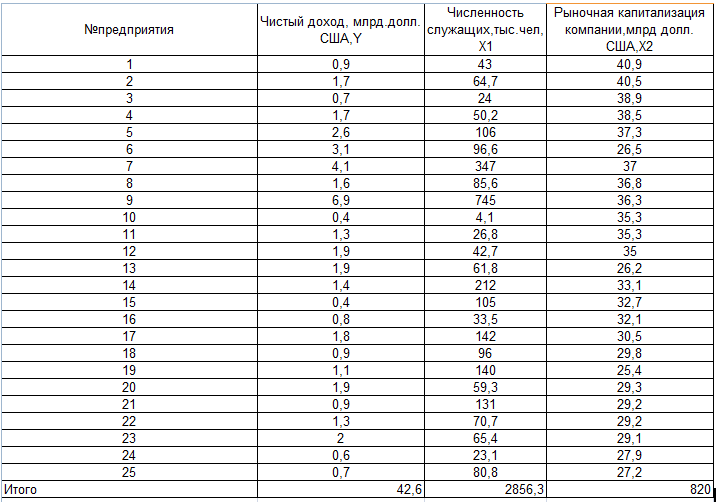 №предприятия Чистый доход, млрд.долл. США,Y Численность служащих,тыс.чел, X1 Рыночная капитализация компании,млрд долл. США,X2
1 0,9 43 40,9
2 1,7 64,7 40,5
3 0,7 24 38,9
4 1,7 50,2 38,5
5 2,6 106 37,3
6 3,1 96,6 26,5
7 4,1 347 37
8 1,6 85,6 36,8
9 6,9 745 36,3
10 0,4 4,1 35,3
11 1,3 26,8 35,3
12 1,9 42,7 35
13 1,9 61,8 26,2
14 1,4 212 33,1
15 0,4 105 32,7
16 0,8 33,5 32,1
17 1,8 142 30,5
18 0,9 96 29,8
19 1,1 140 25,4
20 1,9 59,3 29,3
21 0,9 131 29,2
22 1,3 70,7 29,2
23 2 65,4 29,1
24 0,6 23,1 27,9
25 0,7 80,8 27,2
Итого 42,6 2856,3 820